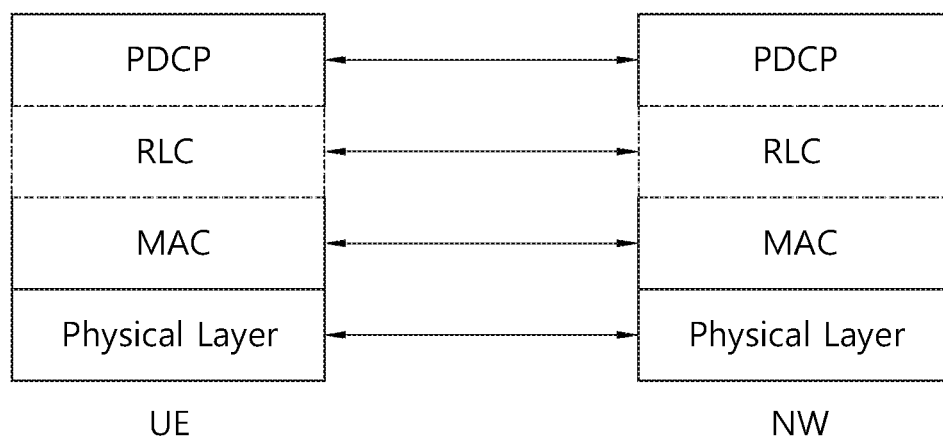 PDCP
PDCP
RLC
RLC
MAC
MAC
Physical Layer
Physical Layer
UE
NW